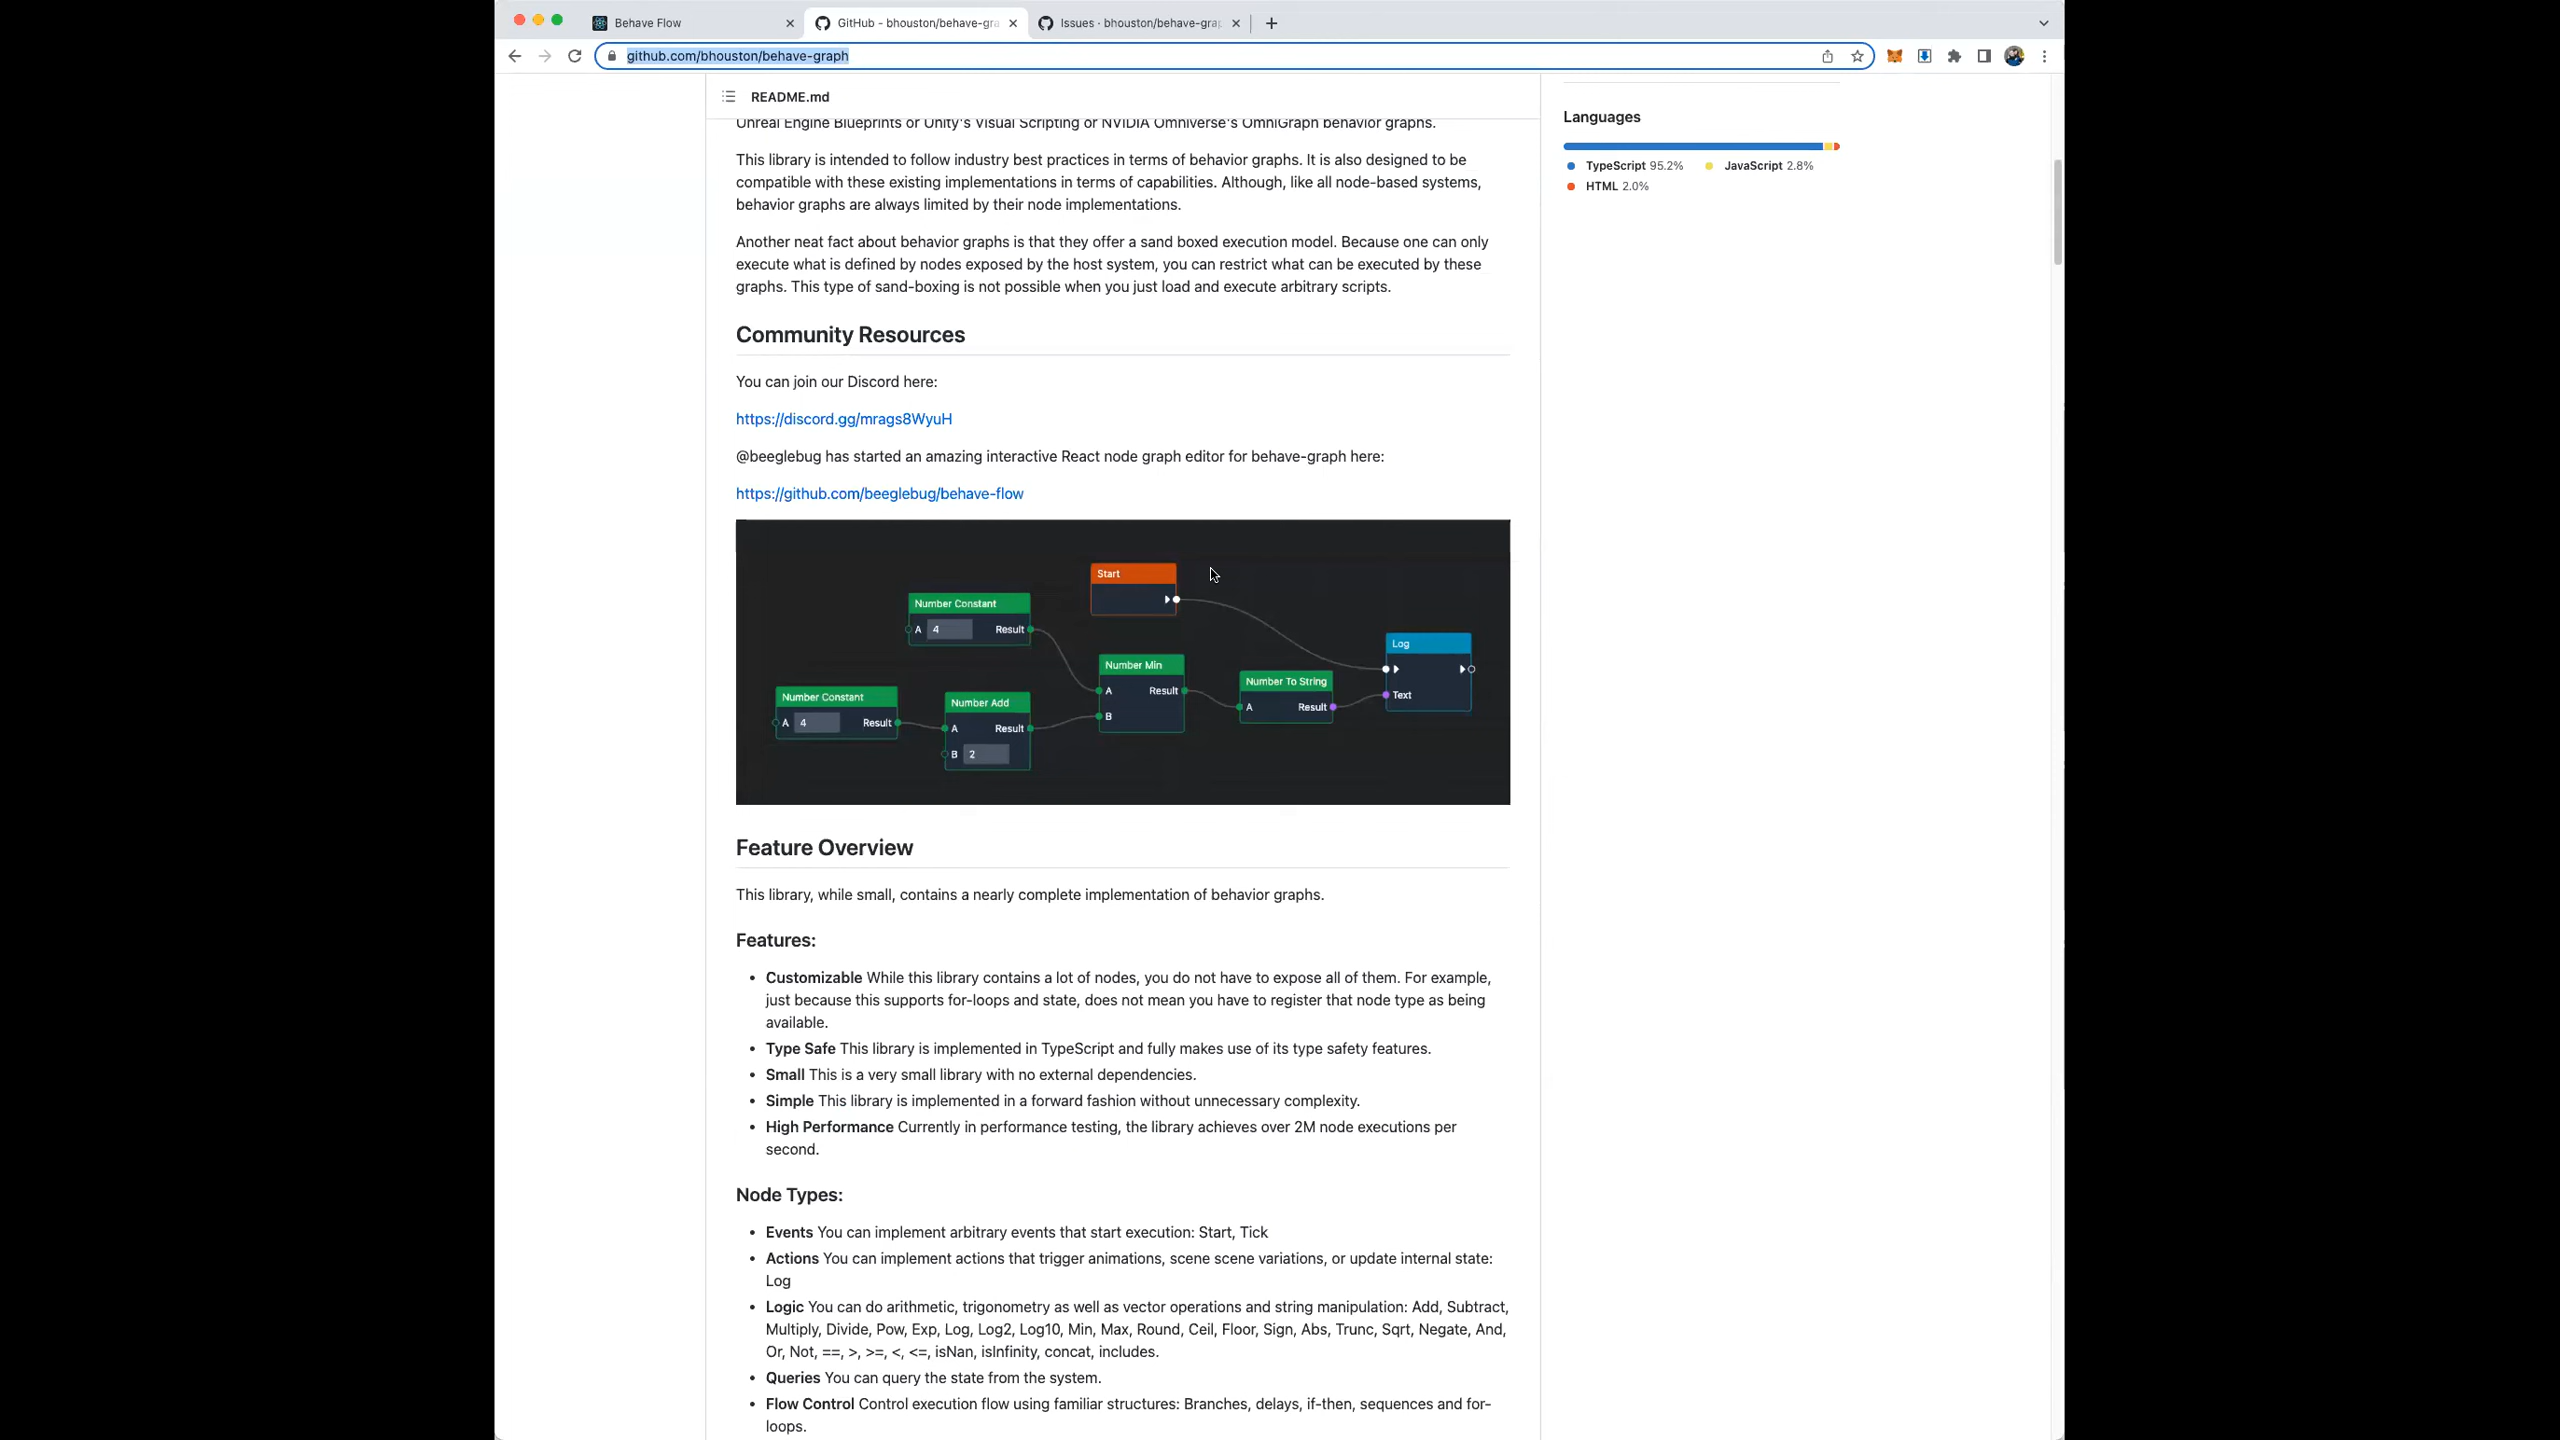 Behave Flow
GitHub - bhouston/behave-gra
Issues · bhouston/behave-grap
github.com/bhouston/behave-graph
README.md
Unreal Engine Blueprints or Unity's Visual Scripting or NVIDIA Omniverse's OmniGraph behavior graphs.
This library is intended to follow industry best practices in terms of behavior graphs. It is also designed to be
compatible with these existing implementations in terms of capabilities. Although, like all node-based systems,
behavior graphs are always limited by their node implementations.
Another neat fact about behavior graphs is that they offer a sand boxed execution model. Because one can only
execute what is defined by nodes exposed by the host system, you can restrict what can be executed by these
graphs. This type of sand-boxing is not possible when you just load and execute arbitrary scripts.
Community Resources
You can join our Discord here:
https://discord.gg/mrags8WyuH
@beeglebug has started an amazing interactive React node graph editor for behave-graph here:
https://github.com/beeglebug/behave-flow
Start
Number Constant
A 4 Result
Log
Text
Number Min
A Result
B
Number To String
A Result
Number Constant
A 4 Result
Number Add
A Result
B 2
Feature Overview
This library, while small, contains a nearly complete implementation of behavior graphs.
Features:
• Customizable While this library contains a lot of nodes, you do not have to expose all of them. For example,
just because this supports for-loops and state, does not mean you have to register that node type as being
available.
• Type Safe This library is implemented in TypeScript and fully makes use of its type safety features.
• Small This is a very small library with no external dependencies.
• Simple This library is implemented in a forward fashion without unnecessary complexity.
• High Performance Currently in performance testing, the library achieves over 2M node executions per
second.
Node Types:
• Events You can implement arbitrary events that start execution: Start, Tick
• Actions You can implement actions that trigger animations, scene scene variations, or update internal state:
Log
• Logic You can do arithmetic, trigonometry as well as vector operations and string manipulation: Add, Subtract,
Multiply, Divide, Pow, Exp, Log, Log2, Log10, Min, Max, Round, Ceil, Floor, Sign, Abs, Trunc, Sqrt, Negate, And,
Or, Not, ==, >, >=, <, <=, isNan, isInfinity, concat, includes.
• Queries You can query the state from the system.
• Flow Control Control execution flow using familiar structures: Branches, delays, if-then, sequences and for-
loops.
Languages
TypeScript 95.2% JavaScript 2.8%
HTML 2.0%